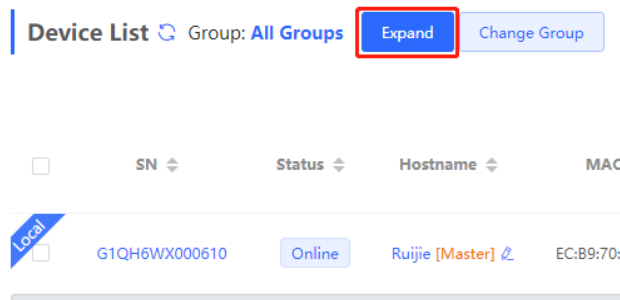 Device List Group: All Groups Expand Change Group
SN Status Hostname MAC
Local
G1QH6WX000610 Online Ruijie [Master] EC:B9:70: